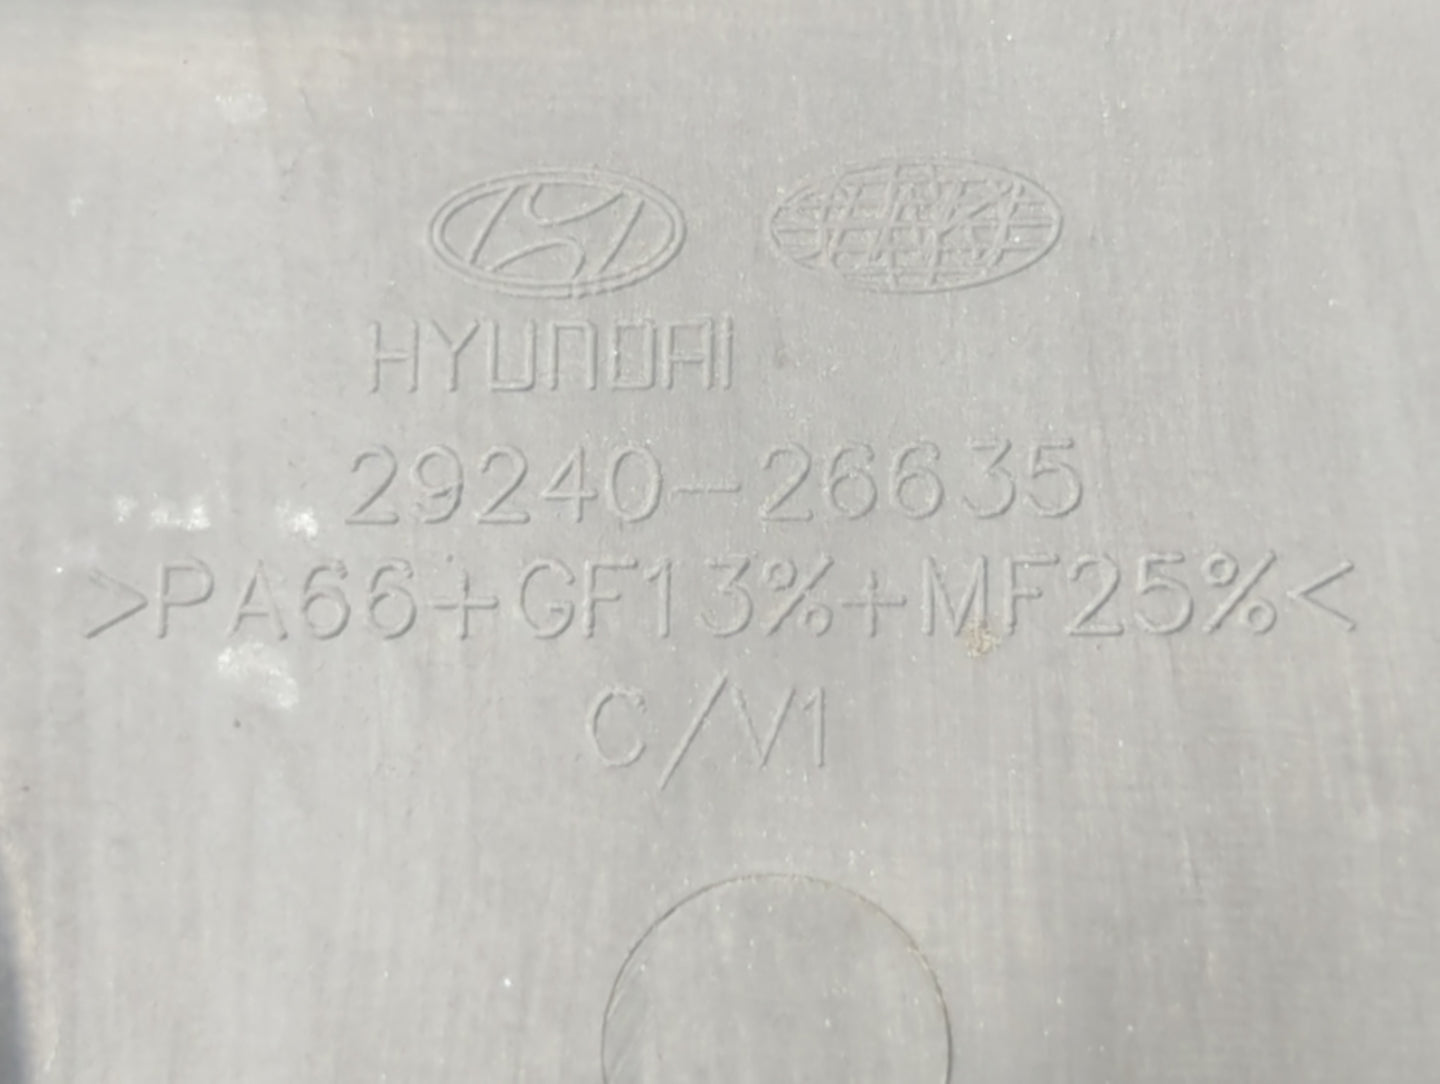 HYUNDAI
29240-26635
>PA66+GF13%+MF25%<
C/V1